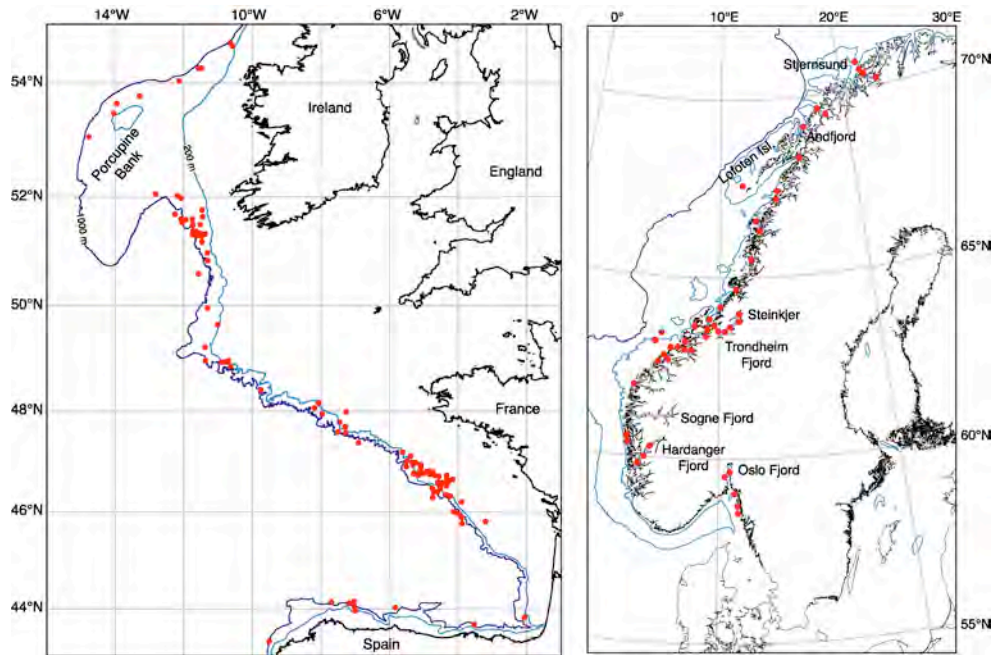 10°W
6°W
2°W
54°N
52°N
50°N
48°N
46°N
44°N
Ireland
England
France
Spain
Porcupine
Bank
200 m
1000 m
0°
10°E
20°E
30°E
70°N
65°N
60°N
55°N
Stjernsund
Andfjord
Lofoten Isl
Steinkjer
Trondheim
Fjord
Sogne Fjord
Hardanger
Fjord
Oslo Fjord